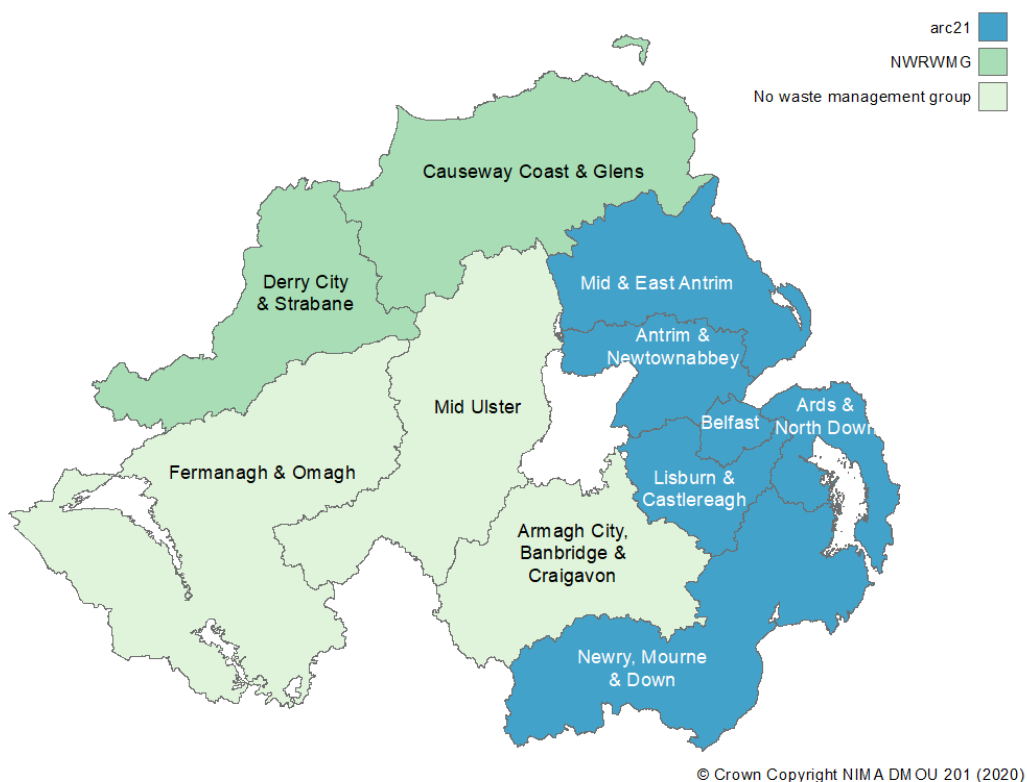 arc21
NWRWMG
No waste management group
Causeway Coast & Glens
Derry City
& Strabane
Mid & East Antrim
Antrim &
Newtownabbey
Mid Ulster
Belfast
Ards &
North Down
Fermanagh & Omagh
Lisburn &
Castlereagh
Armagh City,
Banbridge &
Craigavon
Newry, Mourne
& Down
© Crown Copyright NIMA DMOU 201 (2020)